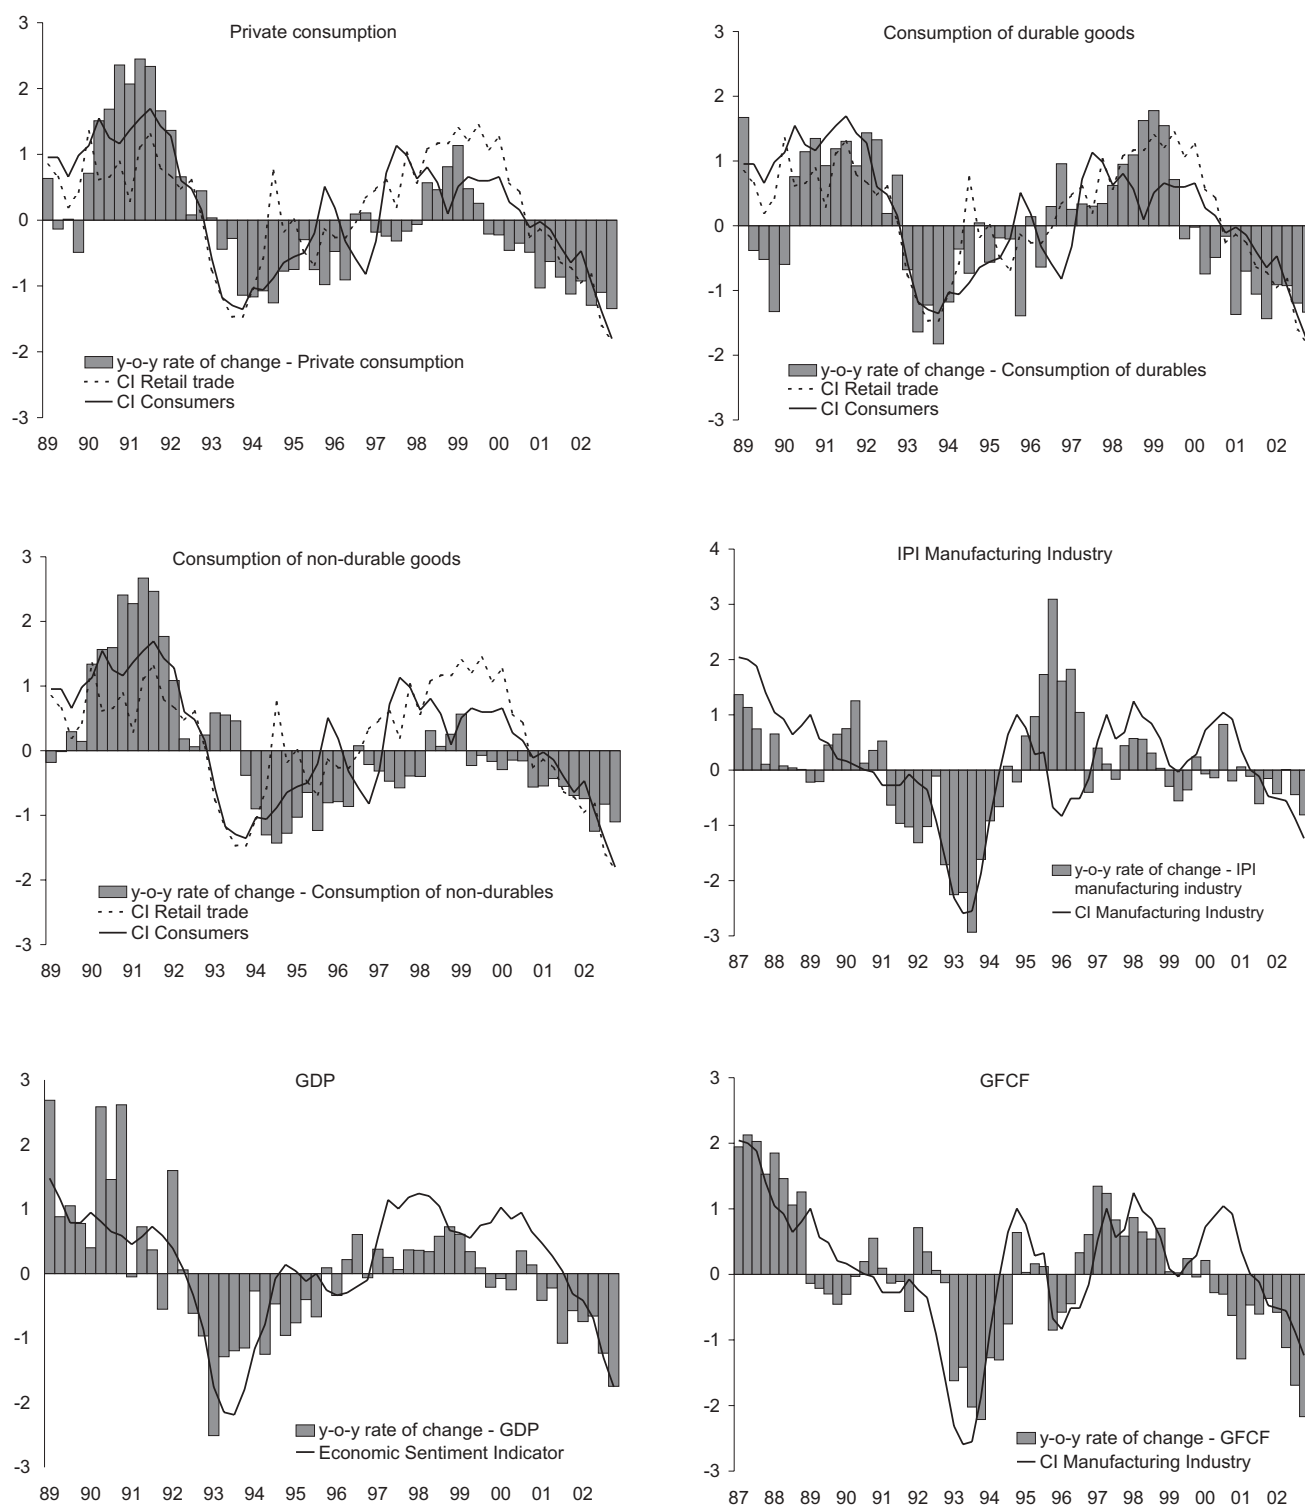 Private consumption
3
2
1
0
-1
-2
-3
y-o-y rate of change - Private consumption
CI Retail trade
CI Consumers
89 90 91 92 93 94 95 96 97 98 99 00 01 02
Consumption of durable goods
3
2
1
0
-1
-2
-3
y-o-y rate of change - Consumption of durables
CI Retail trade
CI Consumers
89 90 91 92 93 94 95 96 97 98 99 00 01 02
Consumption of non-durable goods
3
2
1
0
-1
-2
-3
y-o-y rate of change - Consumption of non-durables
CI Retail trade
CI Consumers
89 90 91 92 93 94 95 96 97 98 99 00 01 02
IPI Manufacturing Industry
4
3
2
1
0
-1
-2
-3
y-o-y rate of change - IPI
manufacturing industry
CI Manufacturing Industry
87 88 89 90 91 92 93 94 95 96 97 98 99 00 01 02
GDP
3
2
1
0
-1
-2
-3
y-o-y rate of change - GDP
Economic Sentiment Indicator
89 90 91 92 93 94 95 96 97 98 99 00 01 02
GFCF
3
2
1
0
-1
-2
-3
y-o-y rate of change - GFCF
CI Manufacturing Industry
87 88 89 90 91 92 93 94 95 96 97 98 99 00 01 02